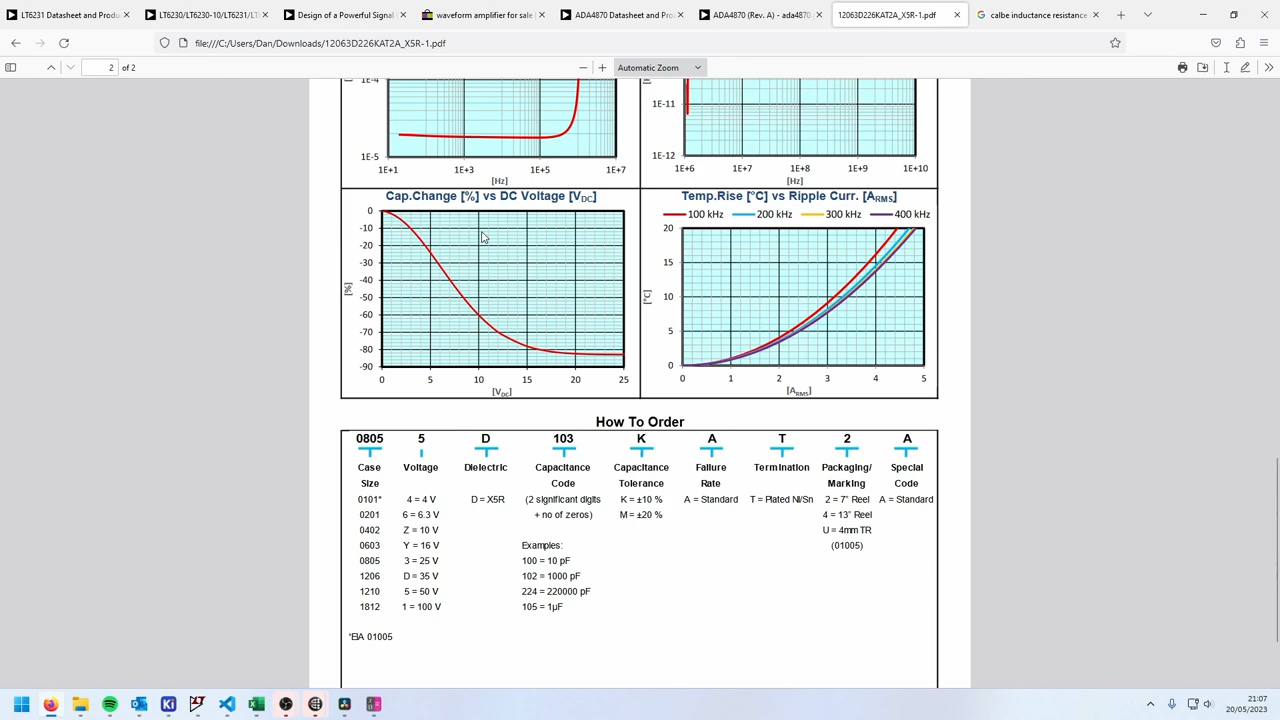 LT6231 Datasheet and Produ
LT6230/LT6230-10/LT6231/LT
Design of a Powerful Signal
waveform amplifier for sale |
ADA4870 Datasheet and Pro
ADA4870 (Rev. A) - ada4870.
12063D226KAT2A_X5R-1.pdf
calbe inductance resistance
file:///C:/Users/Dan/Downloads/12063D226KAT2A_X5R-1.pdf
2 of 2
Automatic Zoom
1E-4
1E-5
1E+1 1E+3 1E+5 1E+7
[Hz]
1E-11
1E-12
1E+6 1E+7 1E+8 1E+9 1E+10
[Hz]
Cap.Change [%] vs DC Voltage [VDC]
0
-10
-20
-30
-40
-50
-60
-70
-80
-90
[%]
0 5 10 15 20 25
[VDC]
Temp.Rise [°C] vs Ripple Curr. [ARMS]
100 kHz 200 kHz 300 kHz 400 kHz
20
15
10
5
0
[°C]
0 1 2 3 4 5
[ARMS]
How To Order
0805 5 D 103 K A T 2 A
Case Voltage Dielectric Capacitance Capacitance Failure Termination Packaging/ Special
Size Code Tolerance Rate Marking Code
0101* 4 = 4 V D = X5R (2 significant digits K = ±10 % A = Standard T = Plated Ni/Sn 2 = 7" Reel A = Standard
0201 6 = 6.3 V + no of zeros) M = ±20 % 4 = 13" Reel
0402 Z = 10 V U = 4mm TR
0603 Y = 16 V Examples: (01005)
0805 3 = 25 V 100 = 10 pF
1206 D = 35 V 102 = 1000 pF
1210 5 = 50 V 224 = 220000 pF
1812 1 = 100 V 105 = 1µF
*EIA 01005
21:07
20/05/2023